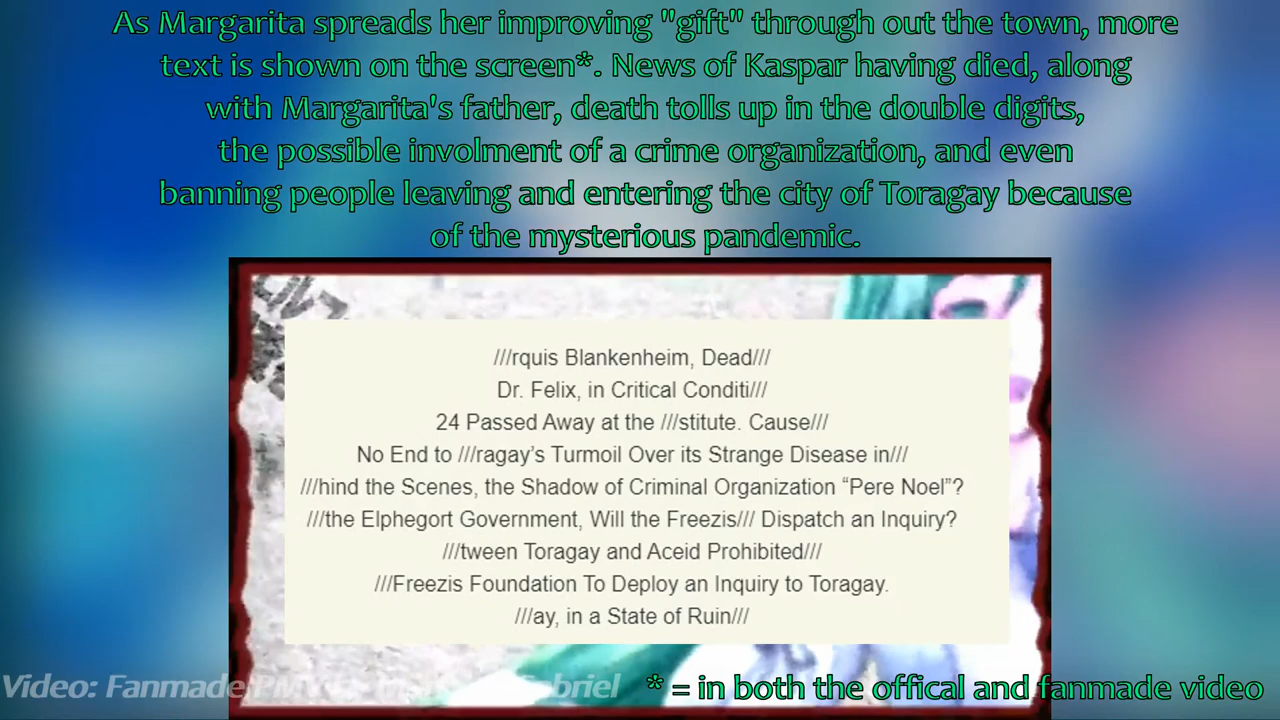 As Margarita spreads her improving "gift" through out the town, more
text is shown on the screen*. News of Kaspar having died, along
with Margarita's father, death tolls up in the double digits,
the possible involment of a crime organization, and even
banning people leaving and entering the city of Toragay because
of the mysterious pandemic.
///rquis Blankenheim, Dead///
Dr. Felix, in Critical Conditi///
24 Passed Away at the ///stitute. Cause///
No End to ///ragay’s Turmoil Over its Strange Disease in///
///hind the Scenes, the Shadow of Criminal Organization “Pere Noel”?
///the Elphegort Government, Will the Freezis/// Dispatch an Inquiry?
///tween Toragay and Aceid Prohibited///
///Freezis Foundation To Deploy an Inquiry to Toragay.
///ay, in a State of Ruin///
Video: Fanmade
* = in both the offical and fanmade video